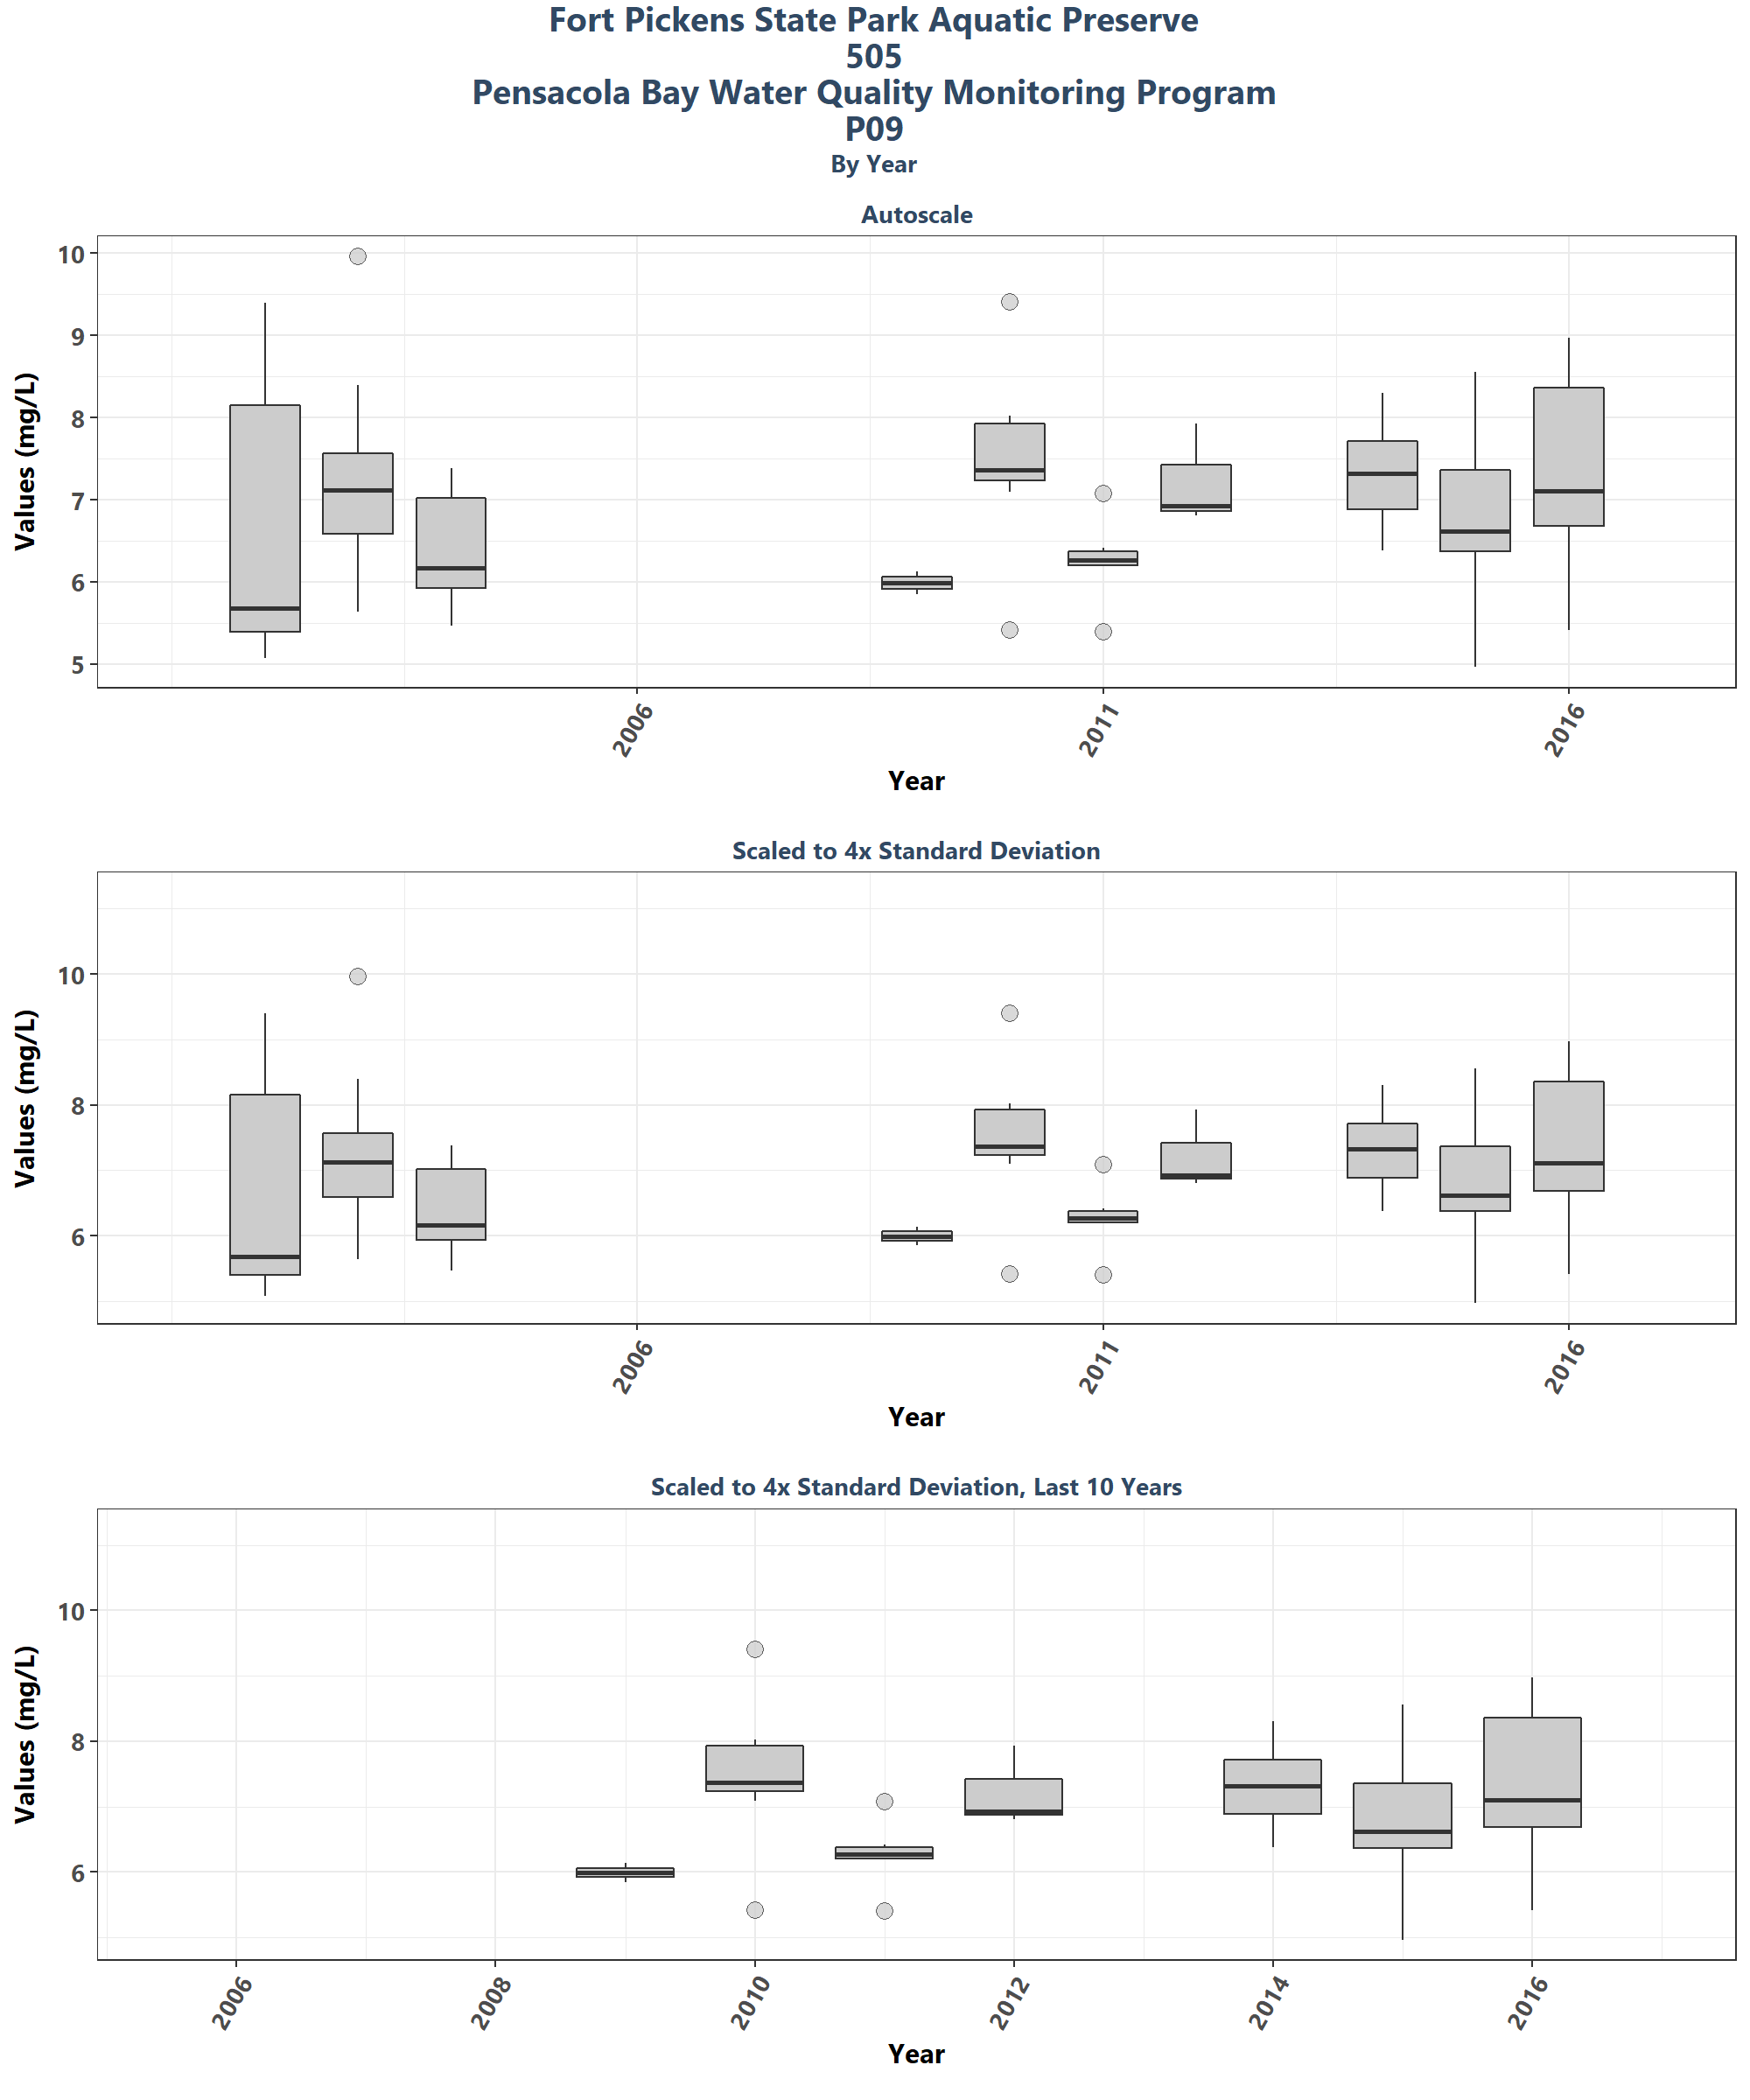 Fort Pickens State Park Aquatic Preserve
505
Pensacola Bay Water Quality Monitoring Program
P09
By Year
Autoscale
Values (mg/L)
10
9
8
7
6
5
2006
2011
2016
Year
Scaled to 4x Standard Deviation
Values (mg/L)
10
8
6
2006
2011
2016
Year
Scaled to 4x Standard Deviation, Last 10 Years
Values (mg/L)
10
8
6
2006
2008
2010
2012
2014
2016
Year